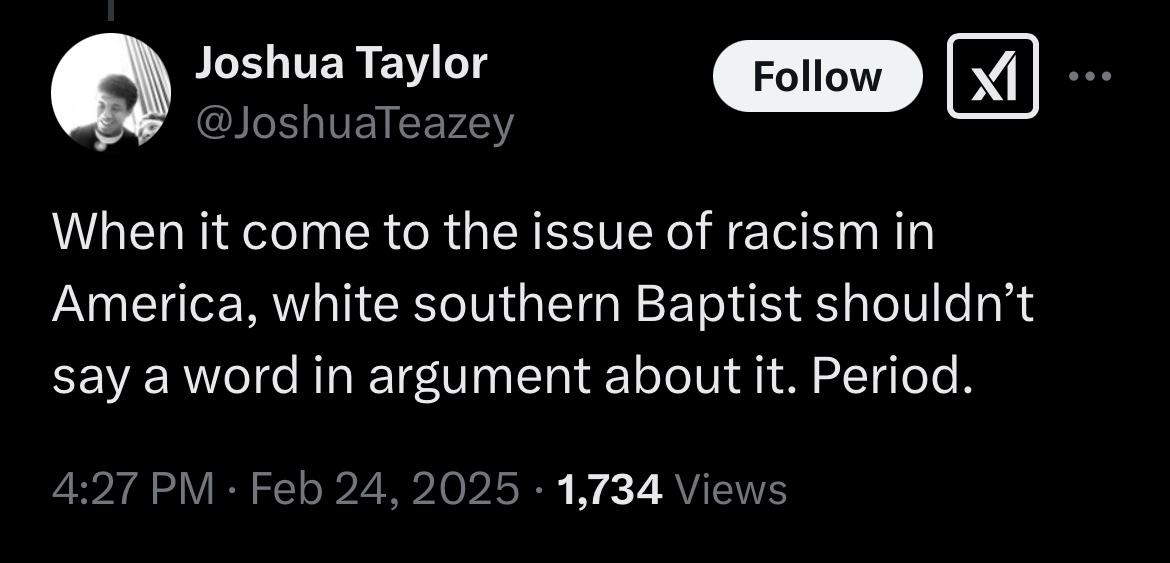 Joshua Taylor
@JoshuaTeazey
Follow
When it come to the issue of racism in
America, white southern Baptist shouldn’t
say a word in argument about it. Period.
4:27 PM · Feb 24, 2025 · 1,734 Views